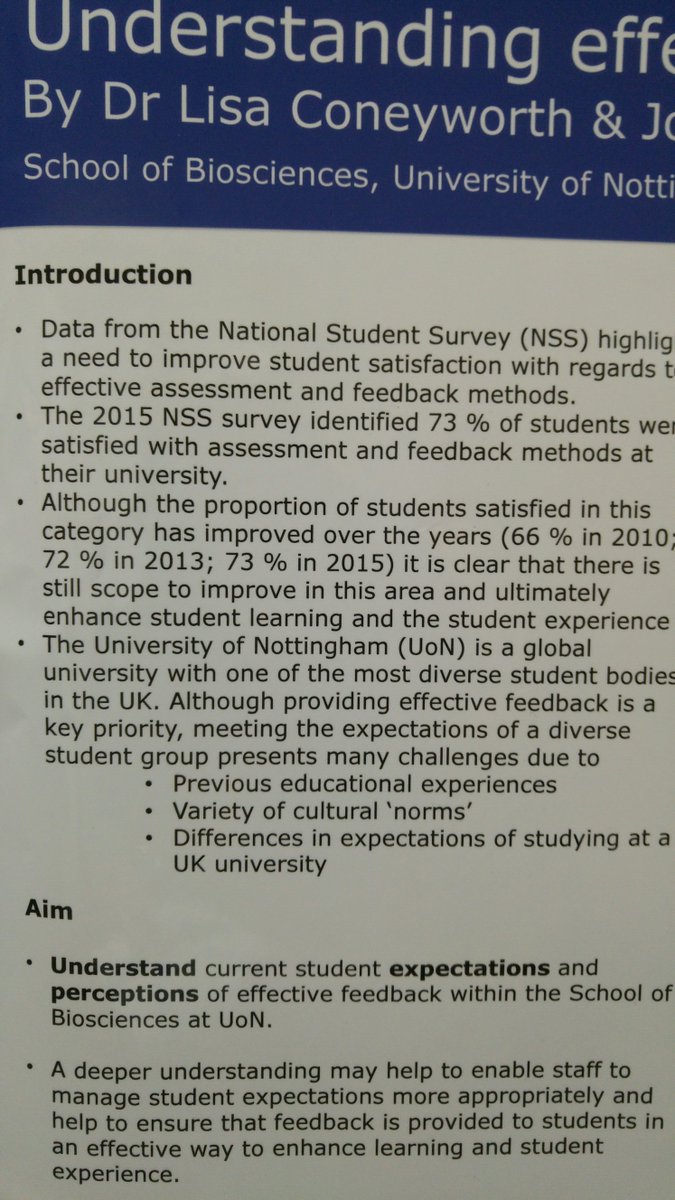 Understanding effe
By Dr Lisa Coneyworth & Jo
School of Biosciences, University of Notti
Introduction
• Data from the National Student Survey (NSS) highlig
a need to improve student satisfaction with regards t
effective assessment and feedback methods.
• The 2015 NSS survey identified 73 % of students wer
satisfied with assessment and feedback methods at
their university.
• Although the proportion of students satisfied in this
category has improved over the years (66 % in 2010;
72 % in 2013; 73 % in 2015) it is clear that there is
still scope to improve in this area and ultimately
enhance student learning and the student experience
• The University of Nottingham (UoN) is a global
university with one of the most diverse student bodies
in the UK. Although providing effective feedback is a
key priority, meeting the expectations of a diverse
student group presents many challenges due to
• Previous educational experiences
• Variety of cultural ‘norms’
• Differences in expectations of studying at a
UK university
Aim
• Understand current student expectations and
perceptions of effective feedback within the School of
Biosciences at UoN.
• A deeper understanding may help to enable staff to
manage student expectations more appropriately and
help to ensure that feedback is provided to students in
an effective way to enhance learning and student
experience.